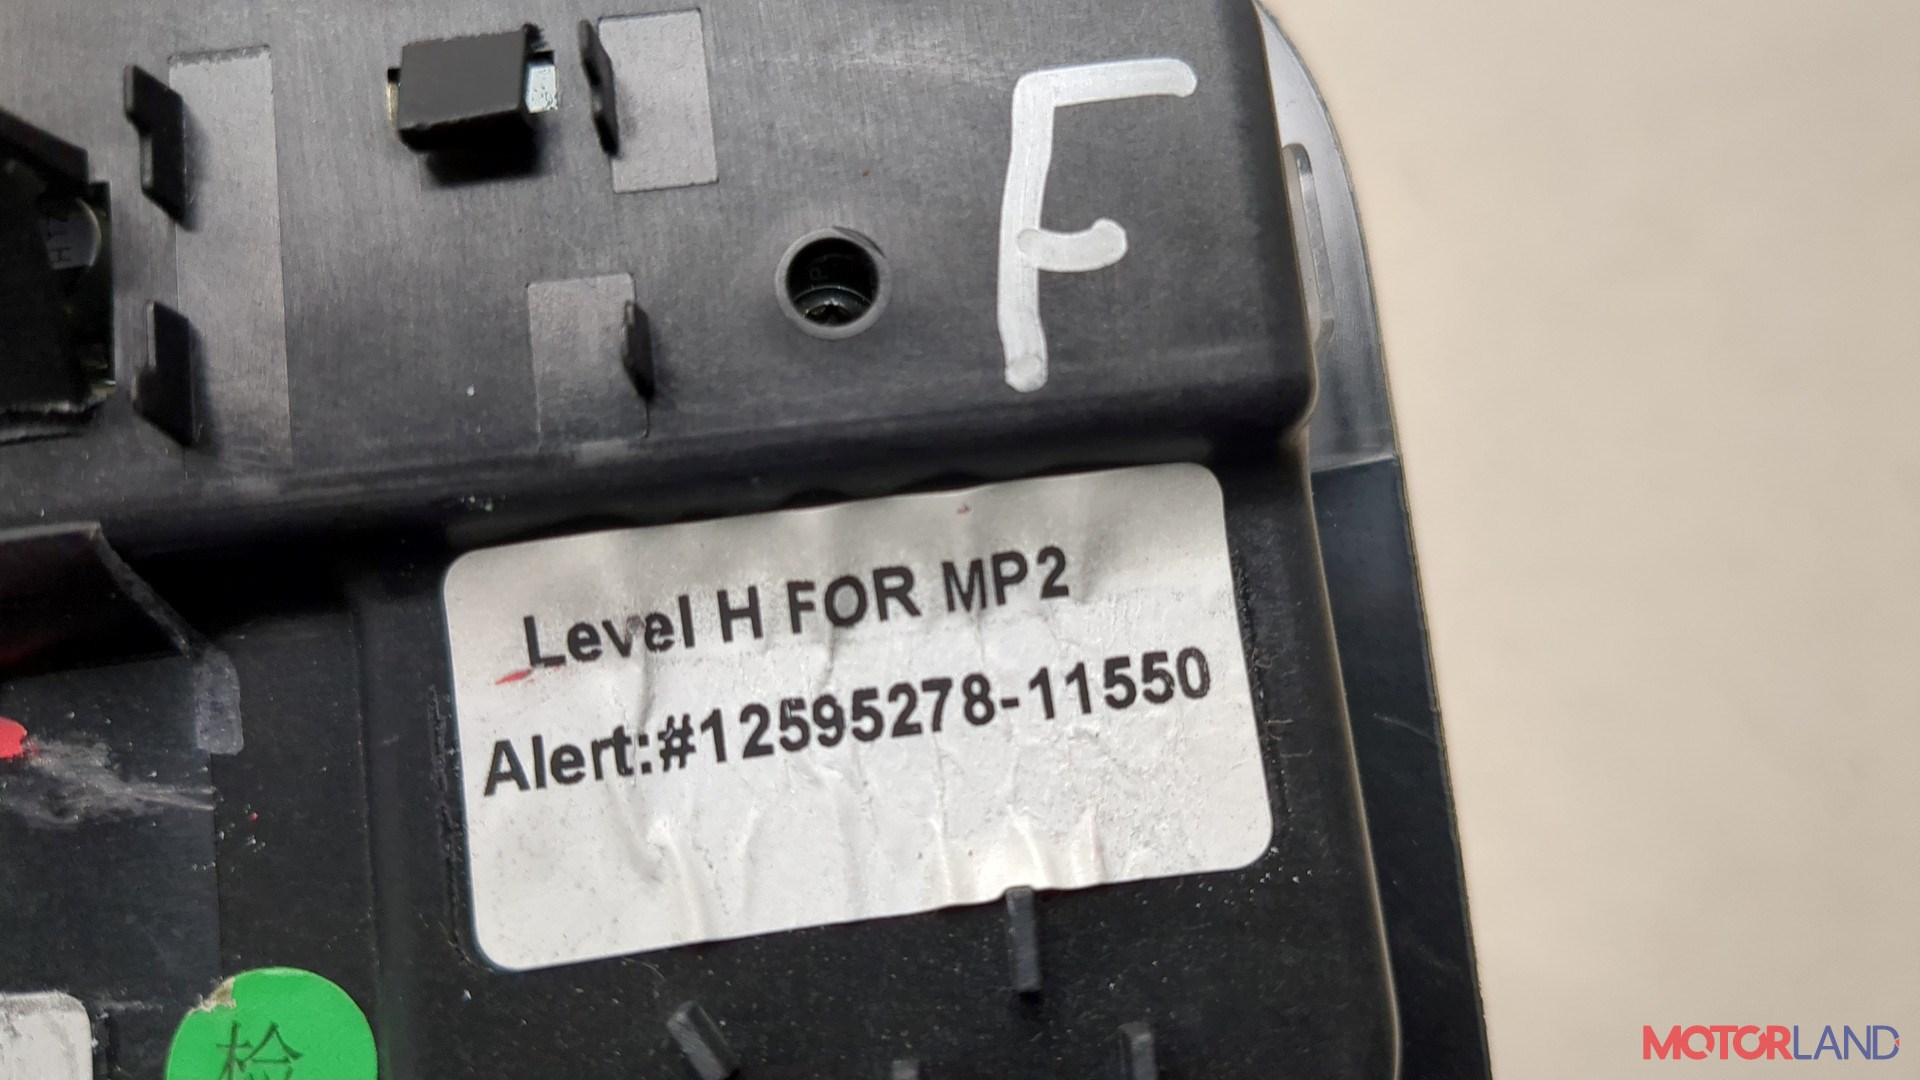 F
Level H FOR MP2
Alert:#12595278-11550
检
MOTORLAND